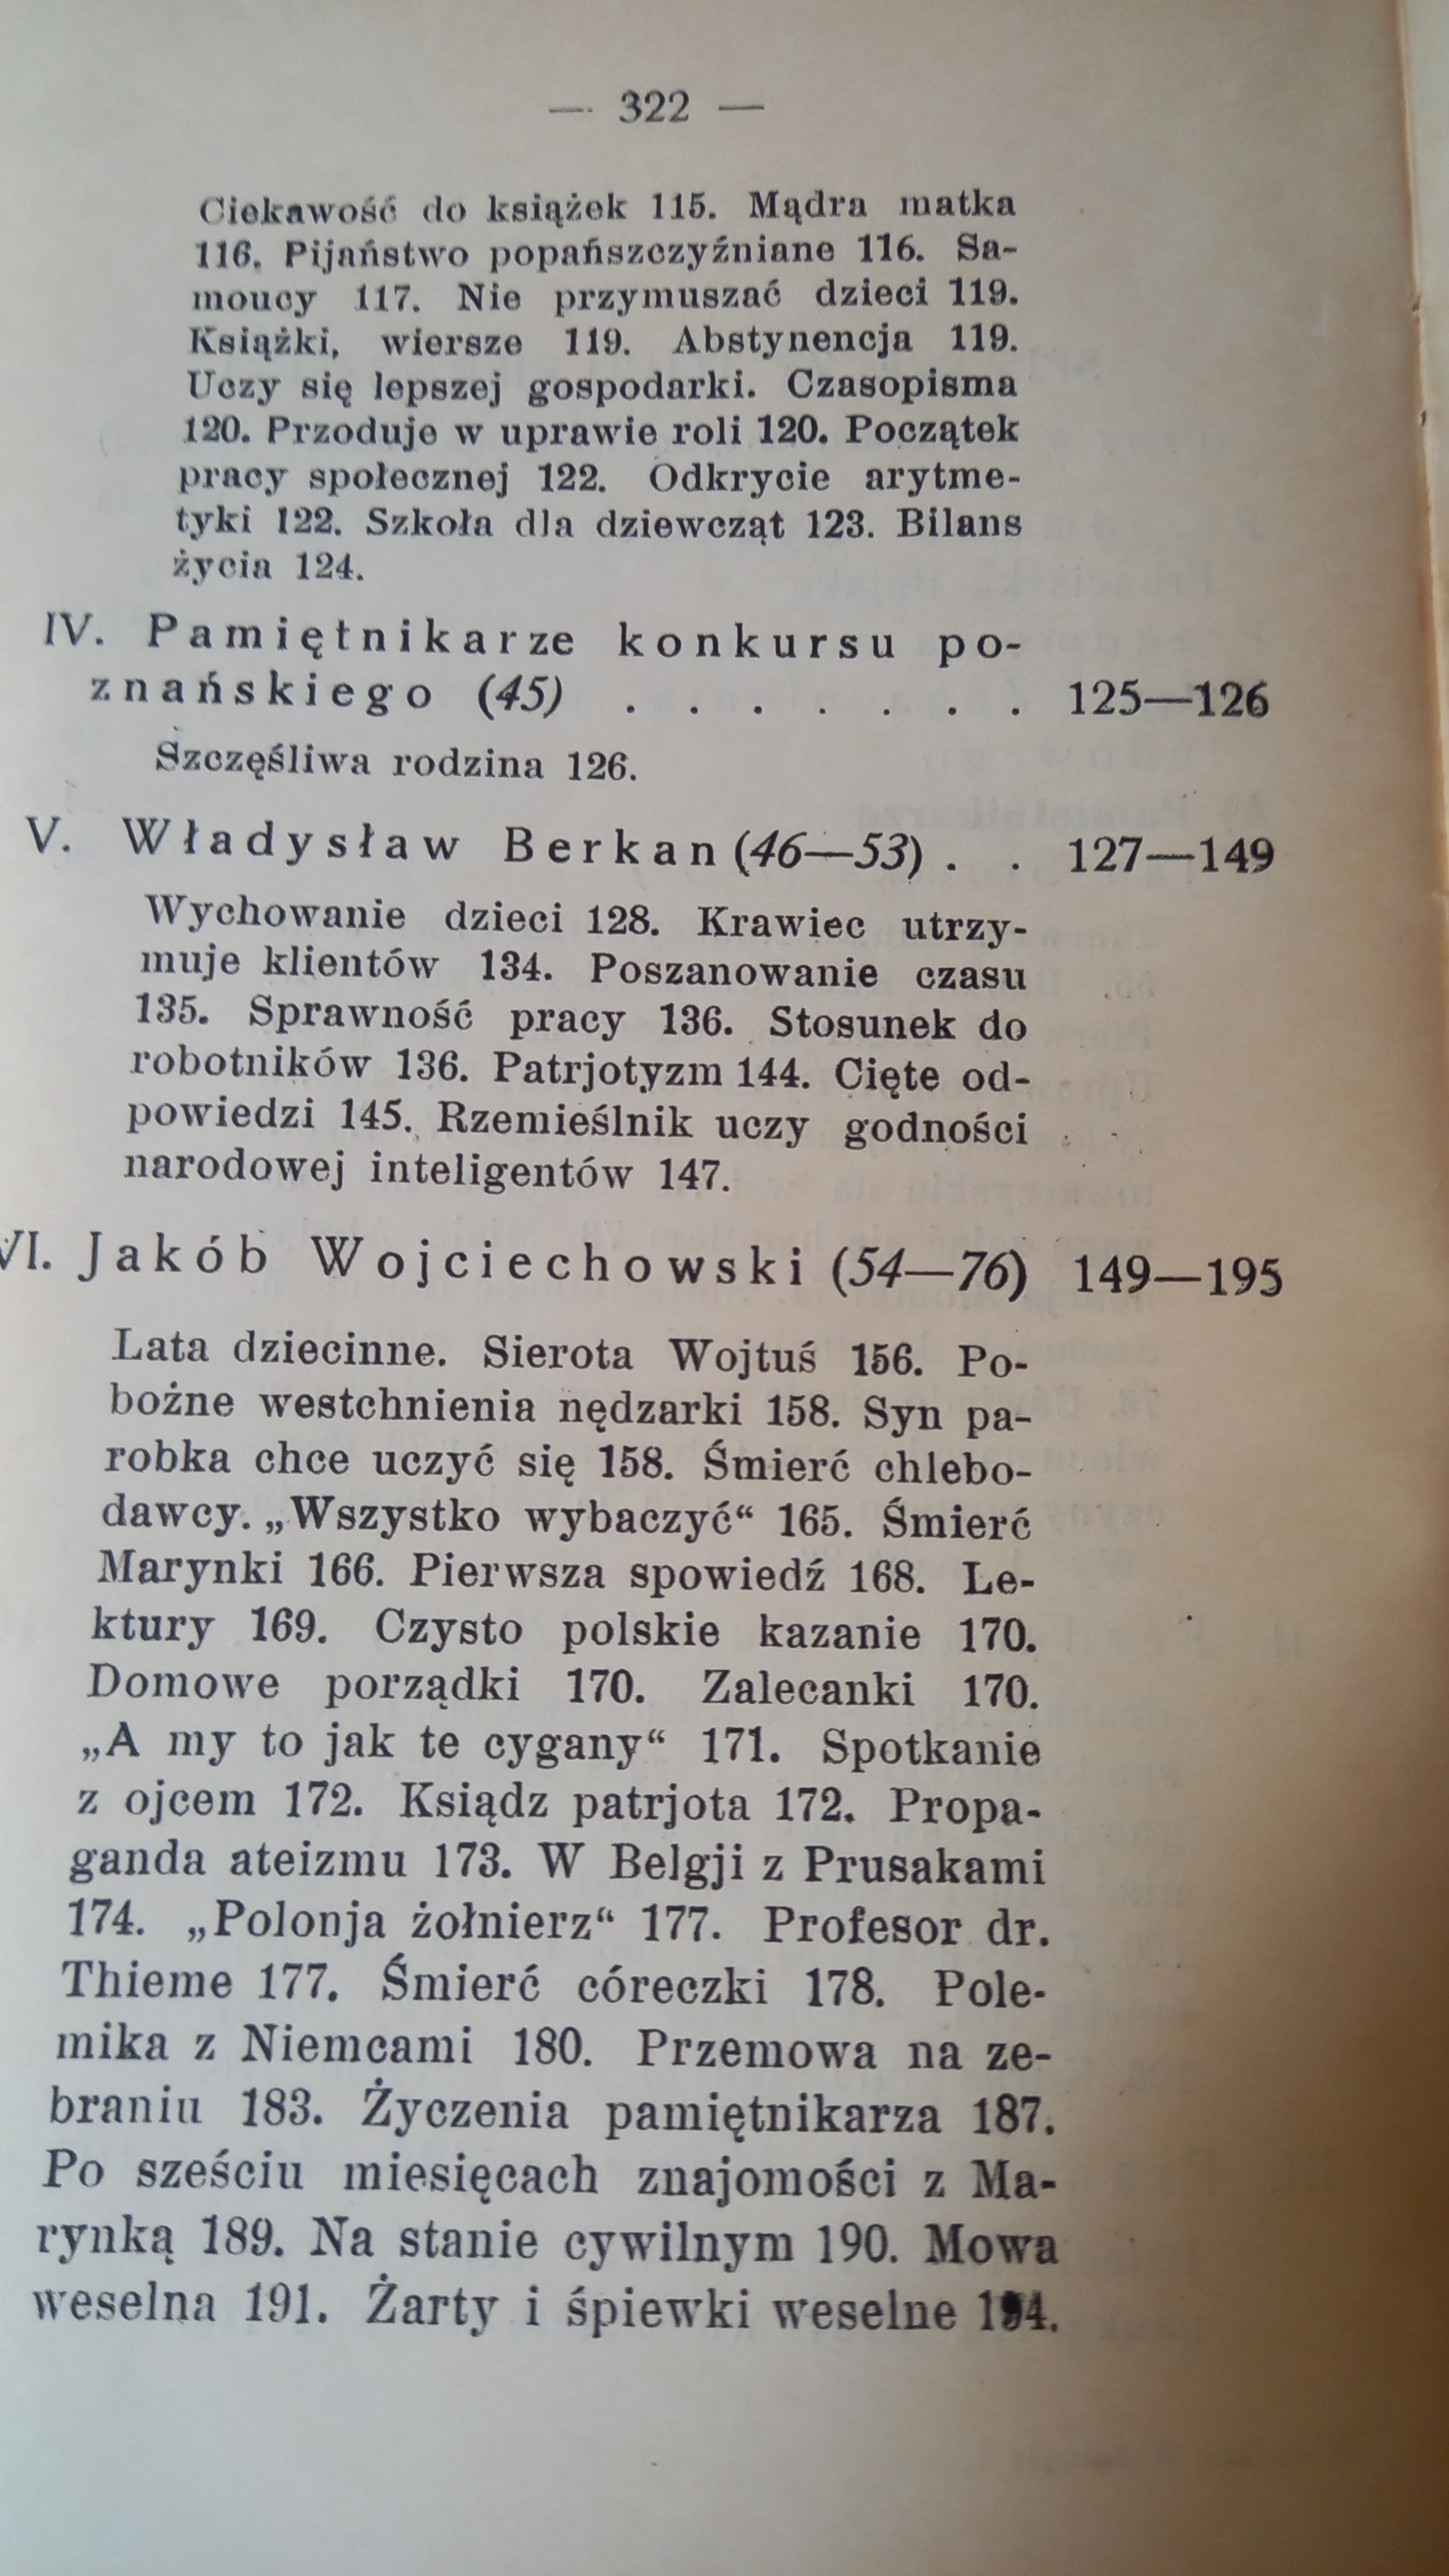 — 322 —
Ciekawość do książek 115. Mądra matka
116. Pijaństwo popańszczyźniane 116. Sa-
moucy 117. Nie przymuszać dzieci 119.
Książki, wiersze 119. Abstynencja 119.
Uczy się lepszej gospodarki. Czasopisma
120. Przoduje w uprawie roli 120. Początek
pracy społecznej 122. Odkrycie arytme-
tyki 122. Szkoła dla dziewcząt 123. Bilans
życia 124.
IV. Pamiętnikarze konkursu po-
znańskiego (45) . . . . . . . 125—126
Szczęśliwa rodzina 126.
V. Władysław Berkan (46—53) . . 127—149
Wychowanie dzieci 128. Krawiec utrzy-
muje klientów 134. Poszanowanie czasu
135. Sprawność pracy 136. Stosunek do
robotników 136. Patrjotyzm 144. Cięte od-
powiedzi 145. Rzemieślnik uczy godności
narodowej inteligentów 147.
VI. Jakób Wojciechowski (54—76) 149—195
Lata dziecinne. Sierota Wojtuś 156. Po-
bożne westchnienia nędzarki 158. Syn pa-
robka chce uczyć się 158. Śmierć chlebo-
dawcy. „Wszystko wybaczyć“ 165. Śmierć
Marynki 166. Pierwsza spowiedź 168. Le-
ktury 169. Czysto polskie kazanie 170.
Domowe porządki 170. Zalecanki 170.
„A my to jak te cygany“ 171. Spotkanie
z ojcem 172. Ksiądz patrjota 172. Propa-
ganda ateizmu 173. W Belgji z Prusakami
174. „Polonja żołnierz“ 177. Profesor dr.
Thieme 177. Śmierć córeczki 178. Pole-
mika z Niemcami 180. Przemowa na ze-
braniu 183. Życzenia pamiętnikarza 187.
Po sześciu miesięcach znajomości z Ma-
rynką 189. Na stanie cywilnym 190. Mowa
weselna 191. Żarty i śpiewki weselne 194.